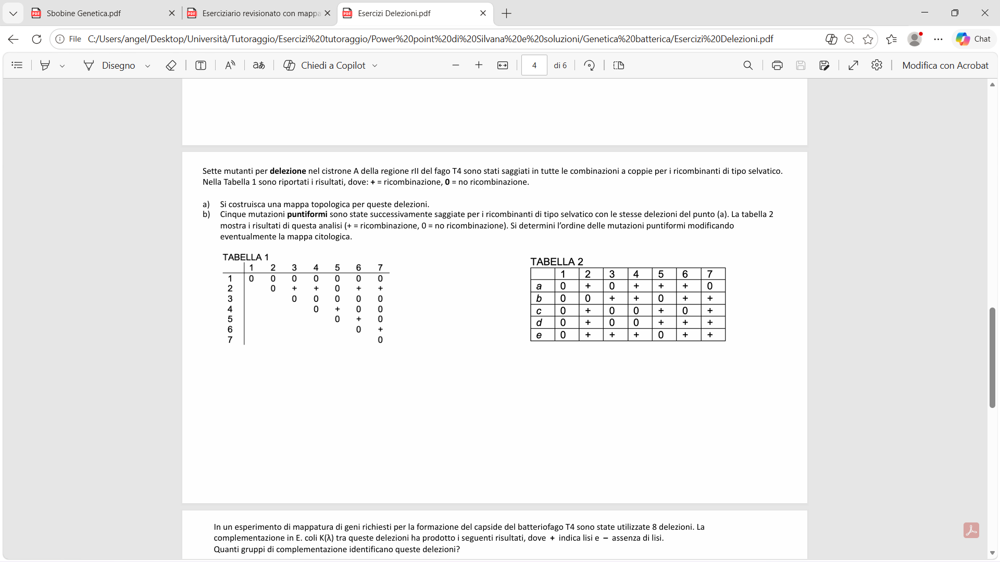 Sbobine Genetica.pdf
Eserciziario revisionato con mappa
Esercizi Delezioni.pdf
File C:/Users/angel/Desktop/Università/Tutoraggio/Esercizi%20tutoraggio/Power%20point%20di%20Silvana%20e%20soluzioni/Genetica%20batterica/Esercizi%20Delezioni.pdf
Chat
Disegno
Chiedi a Copilot
4 di 6
Modifica con Acrobat
Sette mutanti per delezione nel cistrone A della regione rII del fago T4 sono stati saggiati in tutte le combinazioni a coppie per i ricombinanti di tipo selvatico.
Nella Tabella 1 sono riportati i risultati, dove: + = ricombinazione, 0 = no ricombinazione.
a) Si costruisca una mappa topologica per queste delezioni.
b) Cinque mutazioni puntiformi sono state successivamente saggiate per i ricombinanti di tipo selvatico con le stesse delezioni del punto (a). La tabella 2
mostra i risultati di questa analisi (+ = ricombinazione, 0 = no ricombinazione). Si determini l'ordine delle mutazioni puntiformi modificando
eventualmente la mappa citologica.
TABELLA 1
1 2 3 4 5 6 7
1 0 0 0 0 0 0 0
2 0 + + 0 + +
3 0 0 0 0 0
4 0 + 0 0
5 0 + 0
6 0 +
7 0
TABELLA 2
1 2 3 4 5 6 7
a 0 + 0 + + + 0
b 0 0 + + 0 + +
c 0 + 0 0 + 0 +
d 0 + 0 0 + + +
e 0 + + + 0 + +
In un esperimento di mappatura di geni richiesti per la formazione del capside del batteriofago T4 sono state utilizzate 8 delezioni. La
complementazione in E. coli K(λ) tra queste delezioni ha prodotto i seguenti risultati, dove + indica lisi e – assenza di lisi.
Quanti gruppi di complementazione identificano queste delezioni?